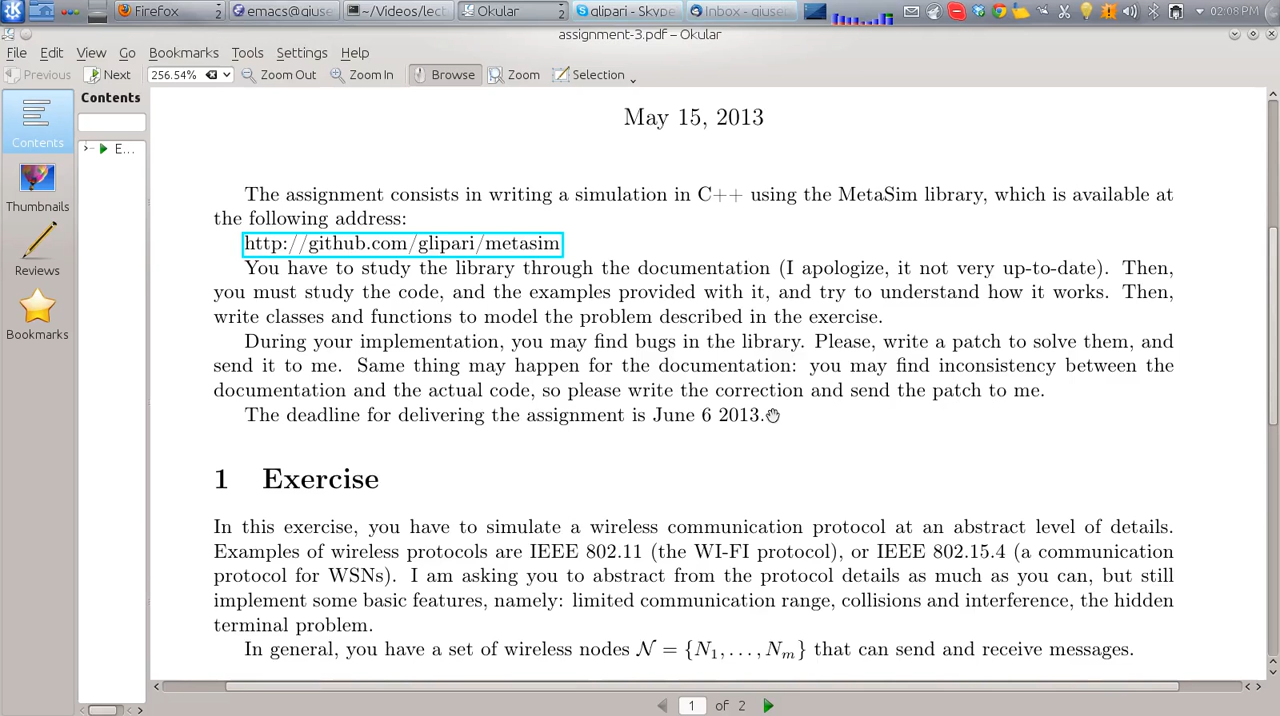 Firefox 2 emacs@qiuse ~/Videos/le Okular 2 glipari - Skype Inbox - qiusen 02:08 PM
assignment-3.pdf – Okular
File Edit View Go Bookmarks Tools Settings Help
Previous Next 256.54% Zoom Out Zoom In Browse Zoom Selection
Contents
E...
Contents
Thumbnails
Reviews
Bookmarks
May 15, 2013
The assignment consists in writing a simulation in C++ using the MetaSim library, which is available at
the following address:
http://github.com/glipari/metasim
You have to study the library through the documentation (I apologize, it not very up-to-date). Then,
you must study the code, and the examples provided with it, and try to understand how it works. Then,
write classes and functions to model the problem described in the exercise.
During your implementation, you may find bugs in the library. Please, write a patch to solve them, and
send it to me. Same thing may happen for the documentation: you may find inconsistency between the
documentation and the actual code, so please write the correction and send the patch to me.
The deadline for delivering the assignment is June 6 2013.
1 Exercise
In this exercise, you have to simulate a wireless communication protocol at an abstract level of details.
Examples of wireless protocols are IEEE 802.11 (the WI-FI protocol), or IEEE 802.15.4 (a communication
protocol for WSNs). I am asking you to abstract from the protocol details as much as you can, but still
implement some basic features, namely: limited communication range, collisions and interference, the hidden
terminal problem.
In general, you have a set of wireless nodes 𝒩 = {N₁, . . . , Nₘ} that can send and receive messages.
1 of 2